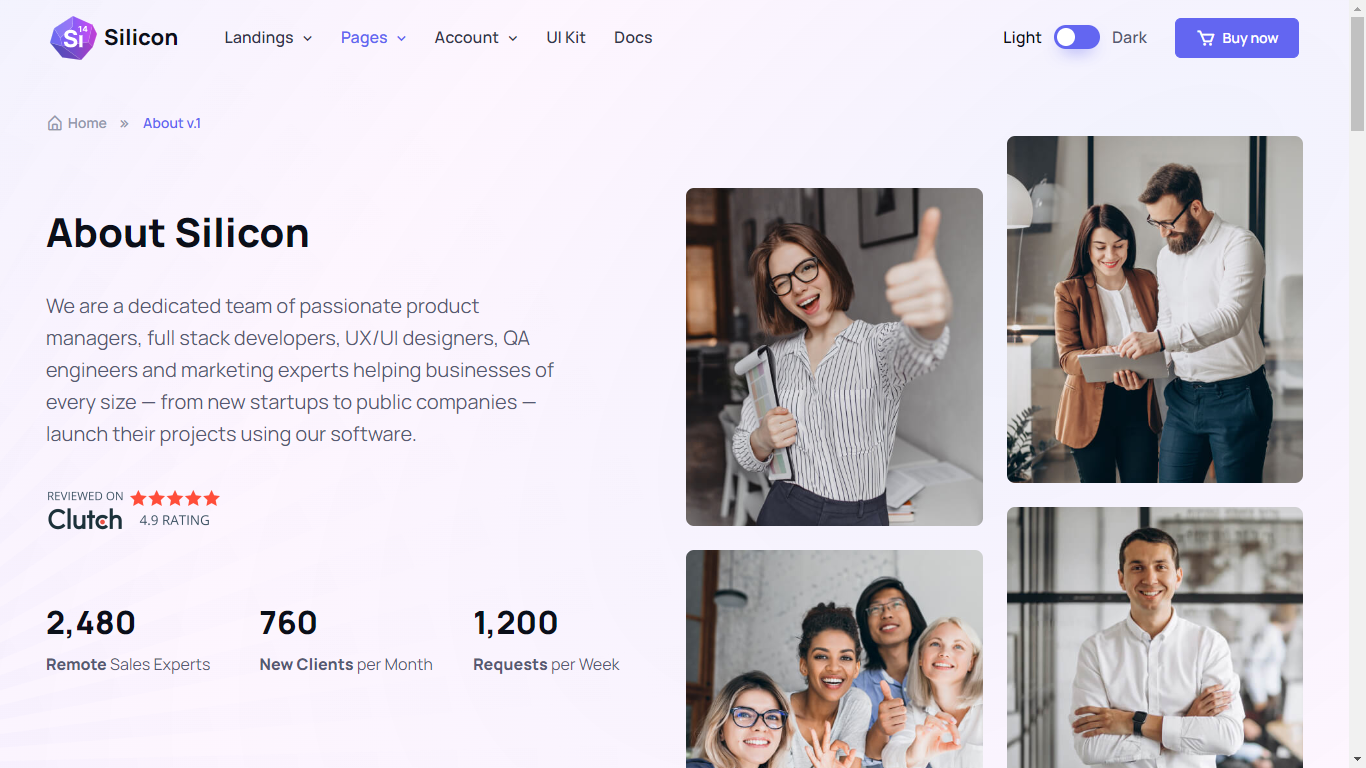 Si 14 Silicon Landings Pages Account UI Kit Docs Light Dark Buy now
Home » About v.1
About Silicon
We are a dedicated team of passionate product
managers, full stack developers, UX/UI designers, QA
engineers and marketing experts helping businesses of
every size — from new startups to public companies —
launch their projects using our software.
REVIEWED ON
Clutch 4.9 RATING
2,480 760 1,200
Remote Sales Experts New Clients per Month Requests per Week